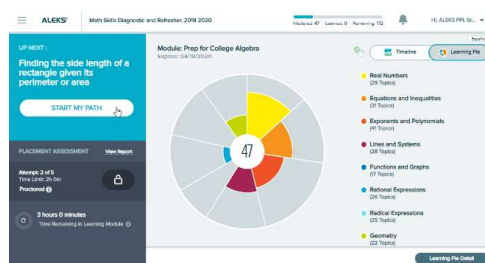 ALEKS® Math Skills Diagnostic and Refresher, 2019 2020 Mastered: 47 Learned: 0 Remaining: 172 Hi, ALEKS PPL St...
Español
UP NEXT :
Finding the side length of a
rectangle given its
perimeter or area
START MY PATH
PLACEMENT ASSESSMENT View Report
Attempt: 2 of 5
Time Limit: 2h 0m
Proctored
3 hours 0 minutes
Time Remaining in Learning Module
Module: Prep for College Algebra
Expires: 04/19/2020
Timeline
Learning Pie
47
Real Numbers
(29 Topics)
Equations and Inequalities
(31 Topics)
Exponents and Polynomials
(41 Topics)
Lines and Systems
(28 Topics)
Functions and Graphs
(17 Topics)
Rational Expressions
(26 Topics)
Radical Expressions
(25 Topics)
Geometry
(22 Topics)
Learning Pie Detail